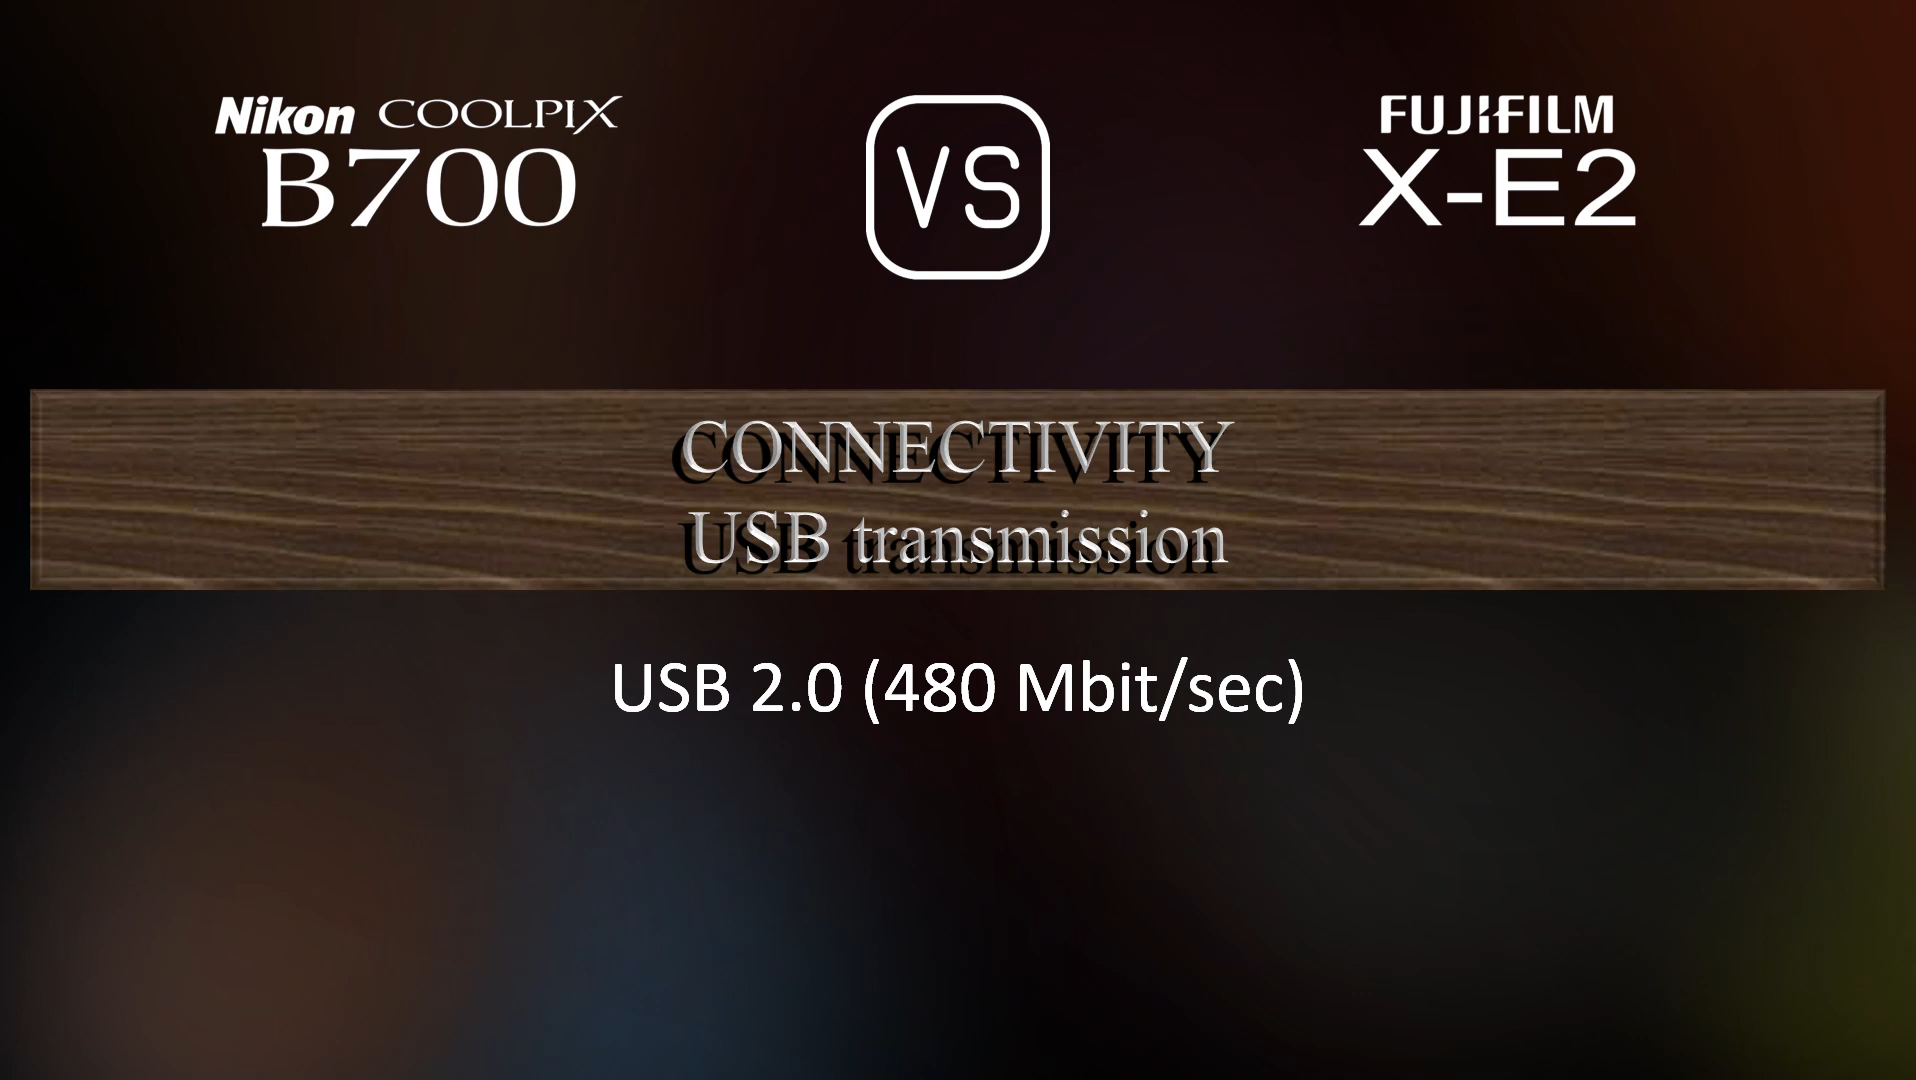 Nikon COOLPIX
B700
VS
FUJIFILM
X-E2
CONNECTIVITY
USB transmission
USB 2.0 (480 Mbit/sec)